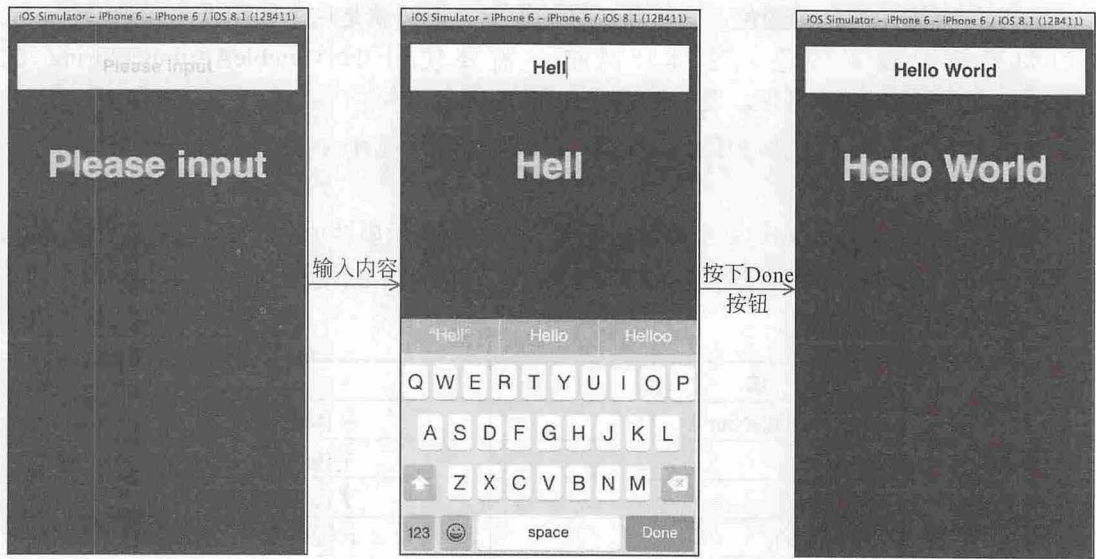 iOS Simulator - iPhone 6 - iPhone 6 / iOS 8.1 (12B411)
Please input
Please input
输入内容
iOS Simulator - iPhone 6 - iPhone 6 / iOS 8.1 (12B411)
Hell
Hell
"Hell" Hello Helloo
Q W E R T Y U I O P
A S D F G H J K L
Z X C V B N M
123 space Done
按下Done
按钮
iOS Simulator - iPhone 6 - iPhone 6 / iOS 8.1 (12B411)
Hello World
Hello World